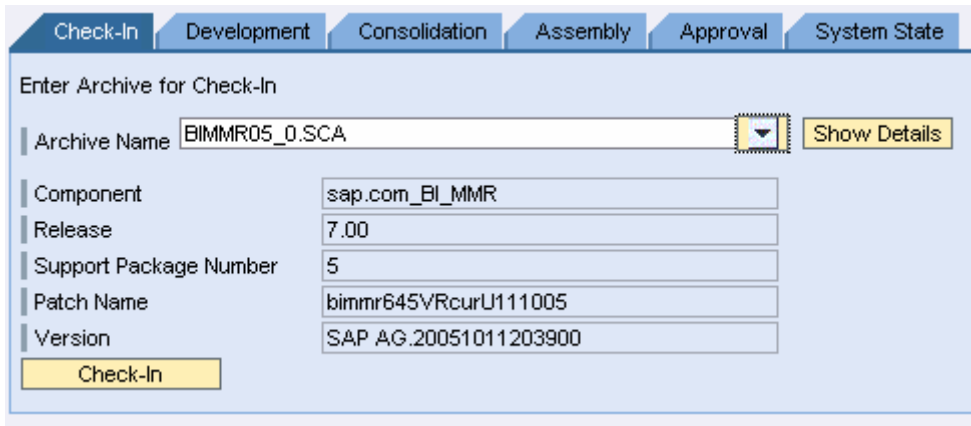 Check-In Development Consolidation Assembly Approval System State
Enter Archive for Check-In
Archive Name BIMMR05_0.SCA Show Details
Component sap.com_BI_MMR
Release 7.00
Support Package Number 5
Patch Name bimmr645VRcurU111005
Version SAP AG.20051011203900
Check-In